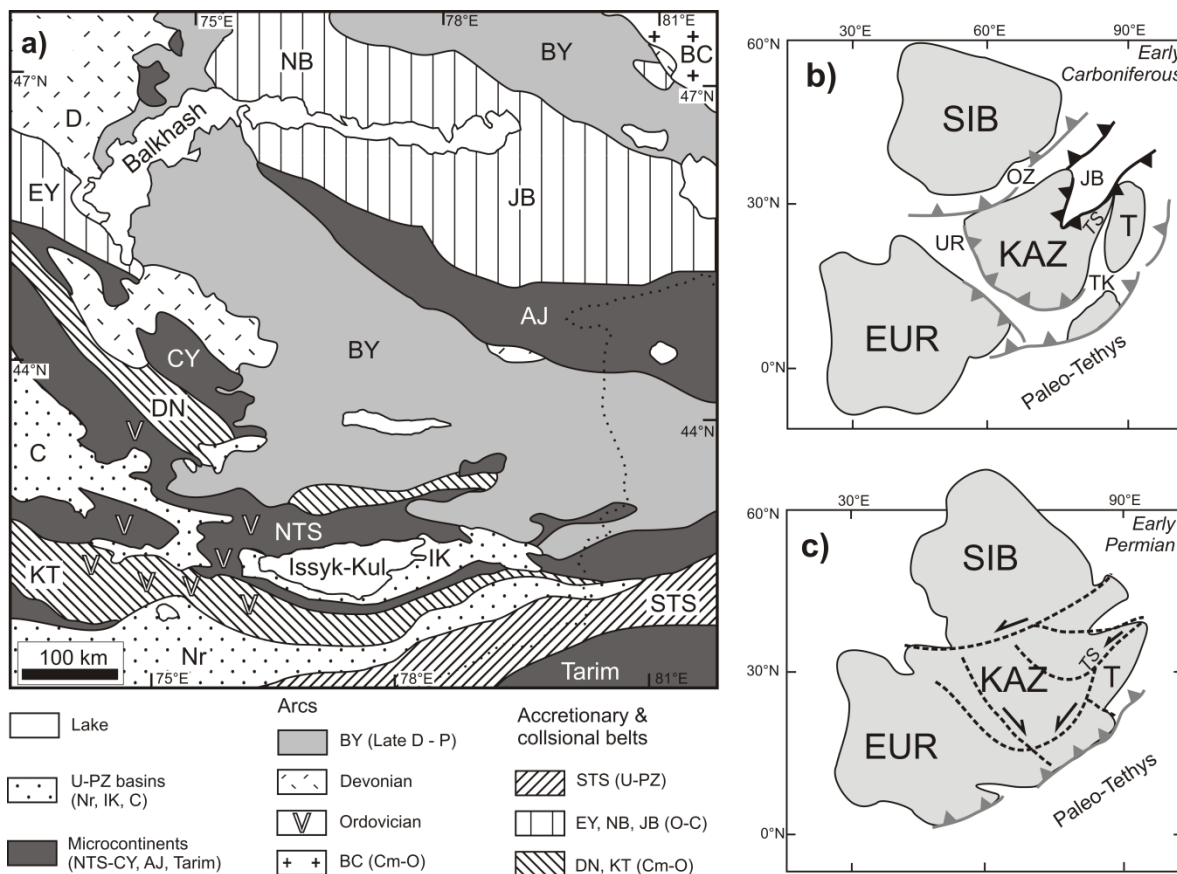 a)
75°E
78°E
81°E
BC
NB
BY
47°N
47°N
D
Balkhash
EY
JB
AJ
CY
BY
44°N
DN
44°N
C
NTS
IK
Issyk-Kul
KT
STS
Nr
100 km
Tarim
75°E
78°E
81°E
Lake
U-PZ basins
(Nr, IK, C)
Microcontinents
(NTS-CY, AJ, Tarim)
Arcs
BY (Late D - P)
Devonian
V
Ordovician
BC (Cm-O)
Accretionary &
collsional belts
STS (U-PZ)
EY, NB, JB (O-C)
DN, KT (Cm-O)
b)
30°E
60°E
90°E
Early
Carboniferous
60°N
SIB
OZ
JB
30°N
TS
T
UR
KAZ
TK
EUR
0°N
Paleo-Tethys
c)
30°E
90°E
Early
Permian
60°N
SIB
30°N
TS
KAZ
T
EUR
Paleo-Tethys
0°N